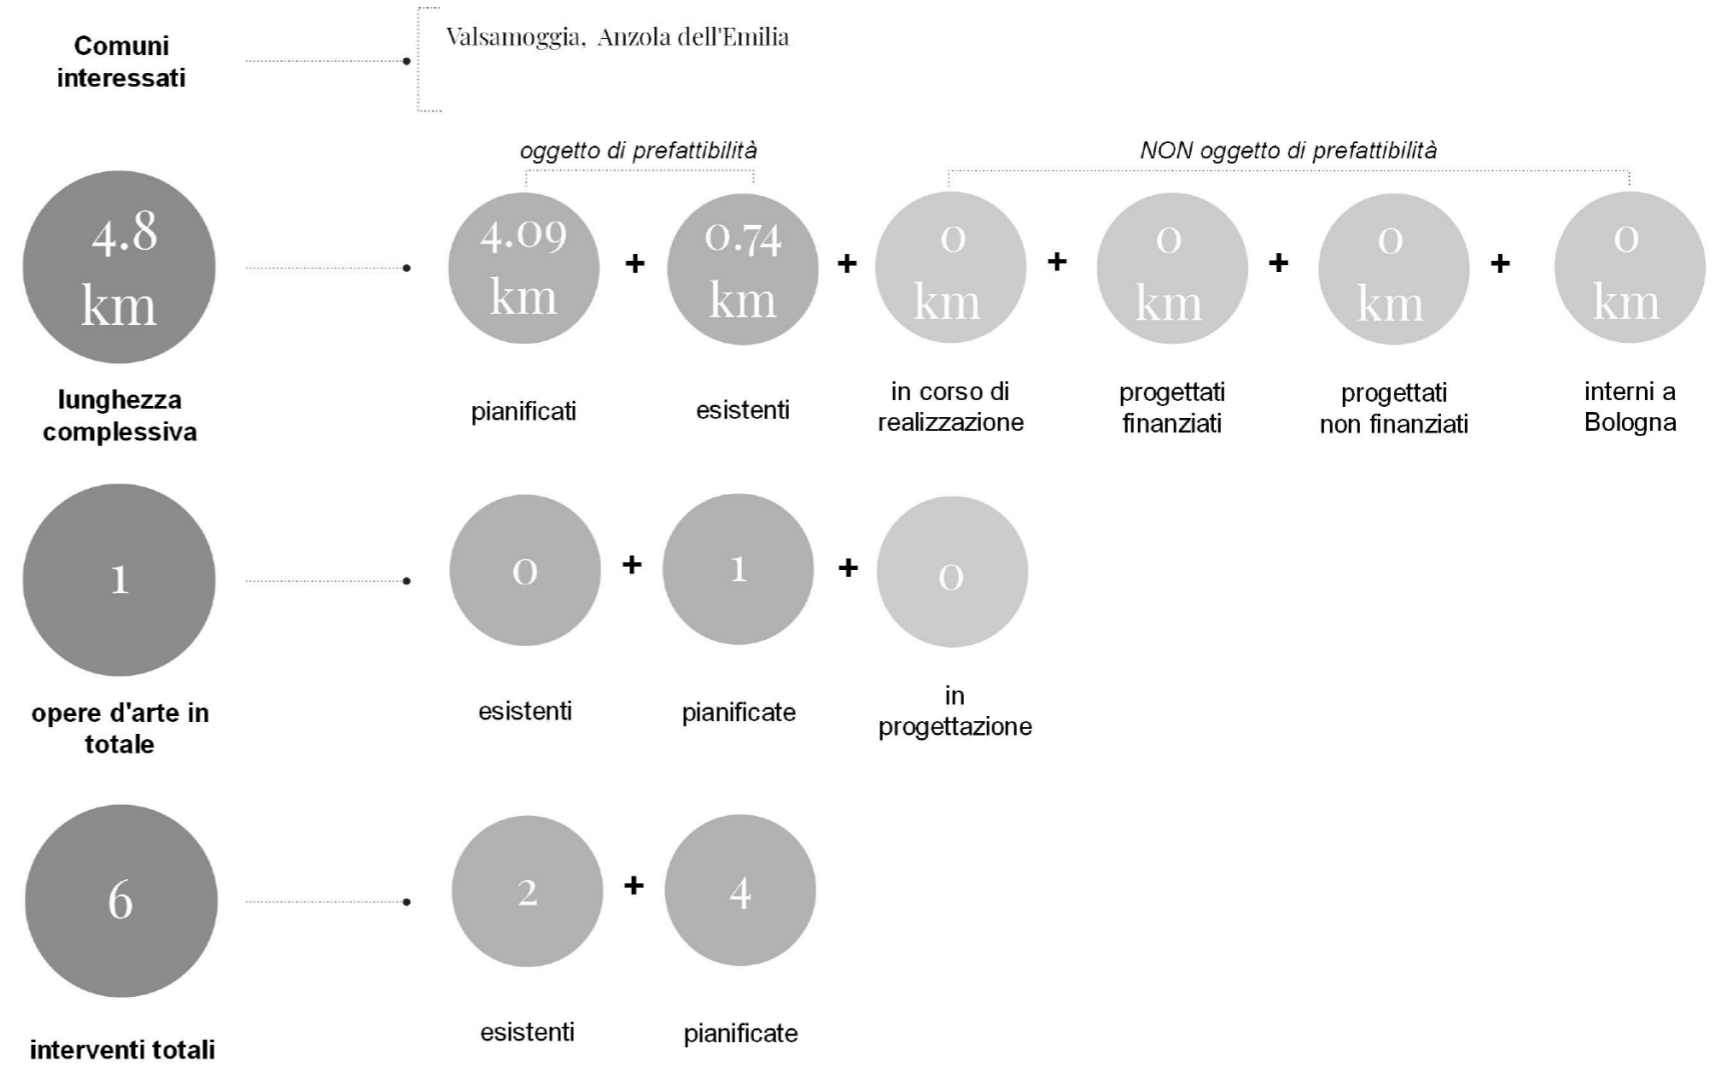 Comuni
interessati
Valsamoggia, Anzola dell'Emilia
oggetto di prefattibilità
NON oggetto di prefattibilità
4.8
km
4.09
km
+
0.74
km
+
0
km
+
0
km
+
0
km
+
0
km
lunghezza
complessiva
pianificati
esistenti
in corso di
realizzazione
progettati
finanziati
progettati
non finanziati
interni a
Bologna
1
0
+
1
+
0
opere d'arte in
totale
esistenti
pianificate
in
progettazione
6
2
+
4
interventi totali
esistenti
pianificate